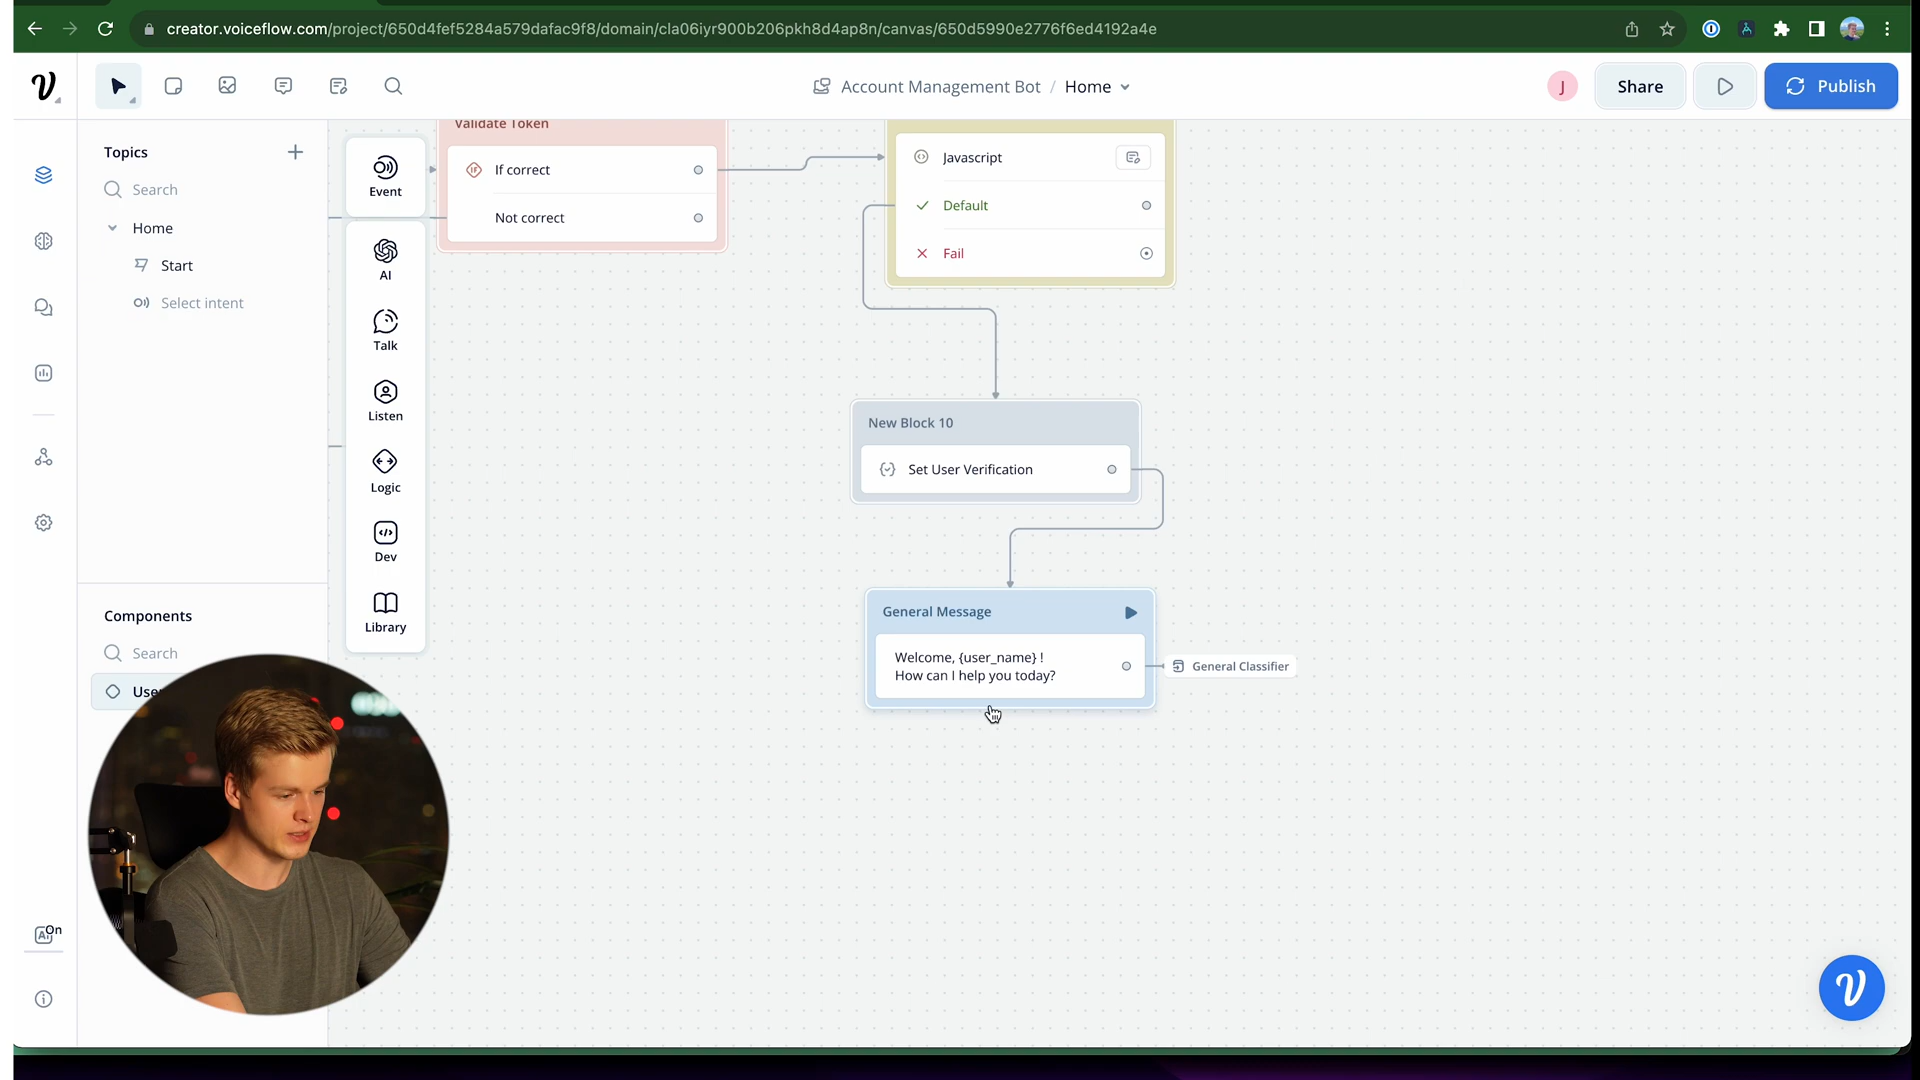 creator.voiceflow.com/project/650d4fef5284a579dafac9f8/domain/cla06iyr900b206pkh8d4ap8n/canvas/650d5990e2776f6ed4192a4e
Account Management Bot / Home
J
Share
Publish
Topics
Search
Home
Start
Select intent
Components
Search
Event
AI
Talk
Listen
Logic
Dev
Library
On
Validate Token
If correct
Not correct
Javascript
Default
Fail
New Block 10
Set User Verification
General Message
Welcome, {user_name} !
How can I help you today?
General Classifier